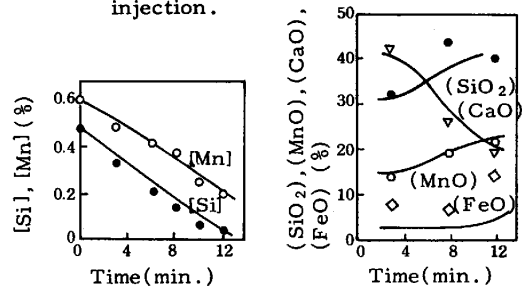 injection.
[Si], [Mn] (%)
0.6
0.4
0.2
0
[Mn]
[Si]
0 4 8 12
Time(min.)
(SiO₂),(MnO),(CaO),
(FeO) (%)
50
40
30
20
10
0
(SiO₂)
(CaO)
(MnO)
(FeO)
0 4 8 12
Time(min.)